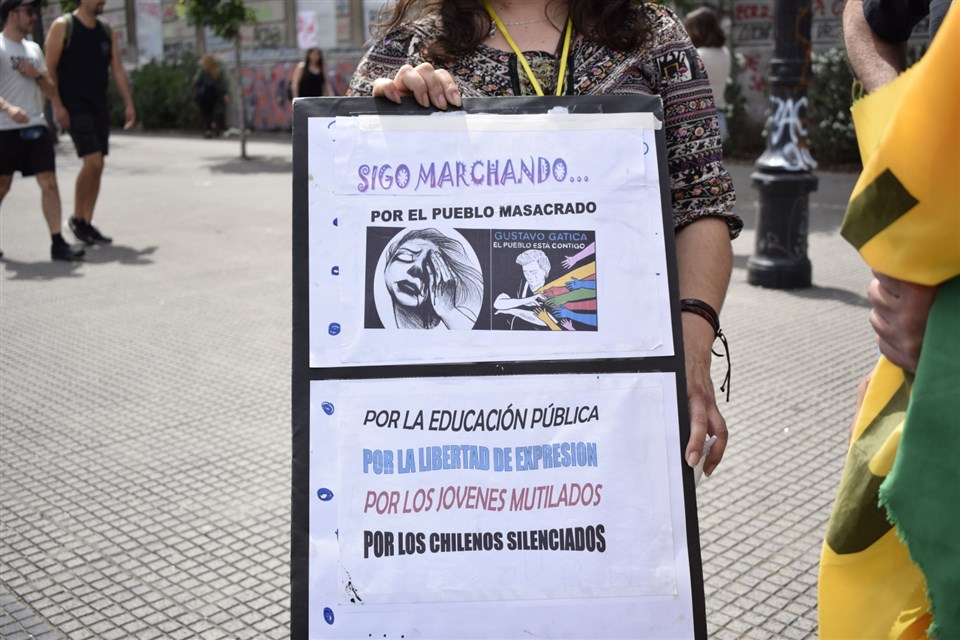 SIGO MARCHANDO...
POR EL PUEBLO MASACRADO
GUSTAVO GATICA
EL PUEBLO ESTÁ CONTIGO
POR LA EDUCACIÓN PÚBLICA
POR LA LIBERTAD DE EXPRESION
POR LOS JOVENES MUTILADOS
POR LOS CHILENOS SILENCIADOS